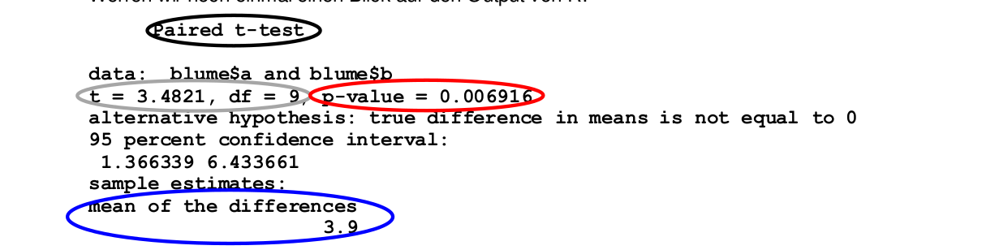 Werfen wir noch einmal einen Blick auf den Output von R:
Paired t-test
data:  blume$a and blume$b
t = 3.4821, df = 9, p-value = 0.006916
alternative hypothesis: true difference in means is not equal to 0
95 percent confidence interval:
1.366339 6.433661
sample estimates:
mean of the differences
3.9